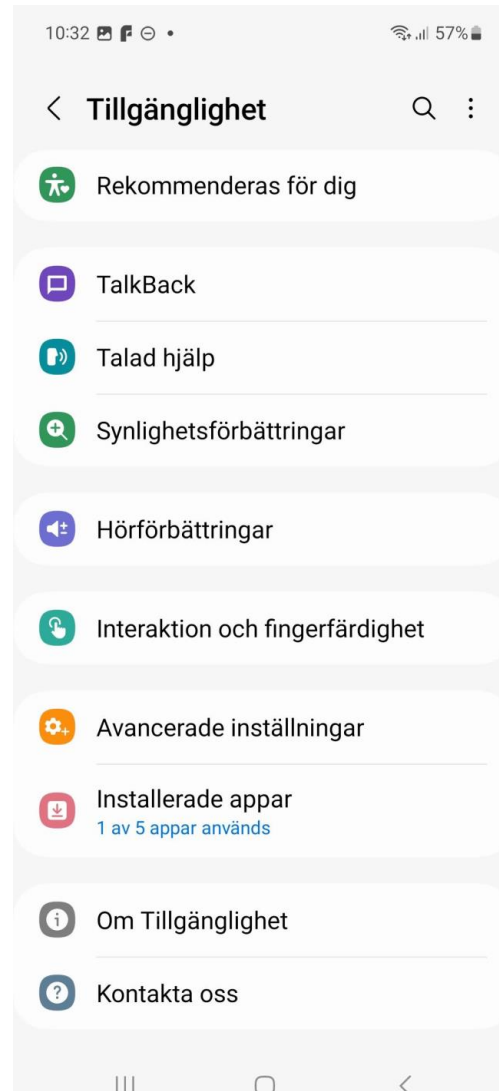 10:32
57%
Tillgänglighet
Rekommenderas för dig
TalkBack
Talad hjälp
Synlighetsförbättringar
Hörförbättringar
Interaktion och fingerfärdighet
Avancerade inställningar
Installerade appar
1 av 5 appar används
Om Tillgänglighet
Kontakta oss